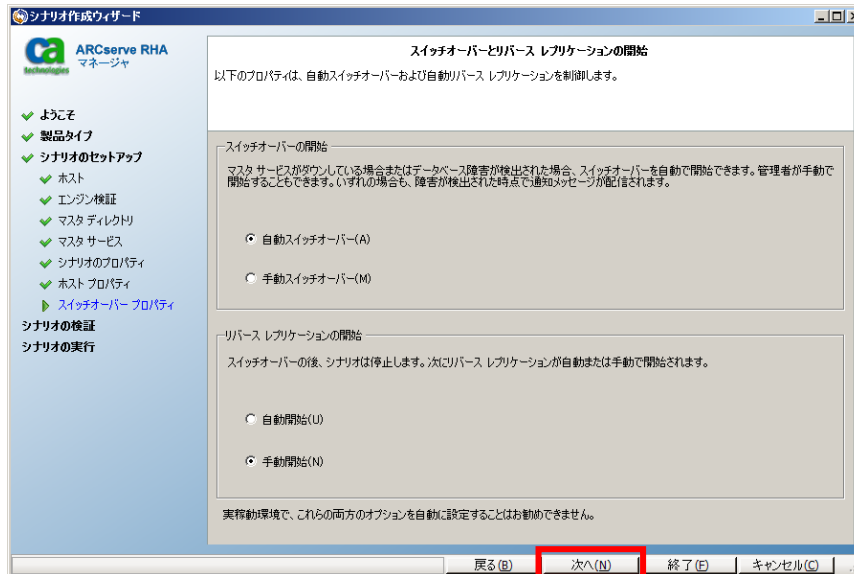 シナリオ作成ウィザード
ca
technologies
ARCserve RHA
マネージャ
ようこそ
製品タイプ
シナリオのセットアップ
ホスト
エンジン検証
マスタ ディレクトリ
マスタ サービス
シナリオのプロパティ
ホスト プロパティ
スイッチオーバー プロパティ
シナリオの検証
シナリオの実行
スイッチオーバーとリバース レプリケーションの開始
以下のプロパティは、自動スイッチオーバーおよび自動リバース レプリケーションを制御します。
スイッチオーバーの開始
マスタ サービスがダウンしている場合またはデータベース障害が検出された場合、スイッチオーバーを自動で開始できます。管理者が手動で
開始することもできます。いずれの場合も、障害が検出された時点で通知メッセージが配信されます。
自動スイッチオーバー(A)
手動スイッチオーバー(M)
リバース レプリケーションの開始
スイッチオーバーの後、シナリオは停止します。次にリバース レプリケーションが自動または手動で開始されます。
自動開始(U)
手動開始(N)
実稼動環境で、これらの両方のオプションを自動に設定することはお勧めできません。
戻る(B) 次へ(N) 終了(F) キャンセル(C)